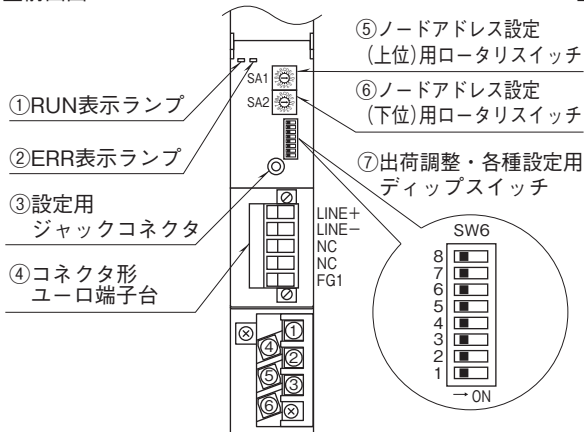 ①RUN表示ランプ
②ERR表示ランプ
③設定用
ジャックコネクタ
④コネクタ形
ユーロ端子台
SA1
SA2
LINE+
LINE−
NC
NC
FG1
①
④
②
⑤
③
⑥
⑤ノードアドレス設定
(上位)用ロータリスイッチ
⑥ノードアドレス設定
(下位)用ロータリスイッチ
⑦出荷調整・各種設定用
ディップスイッチ
SW6
8
7
6
5
4
3
2
1
→ ON